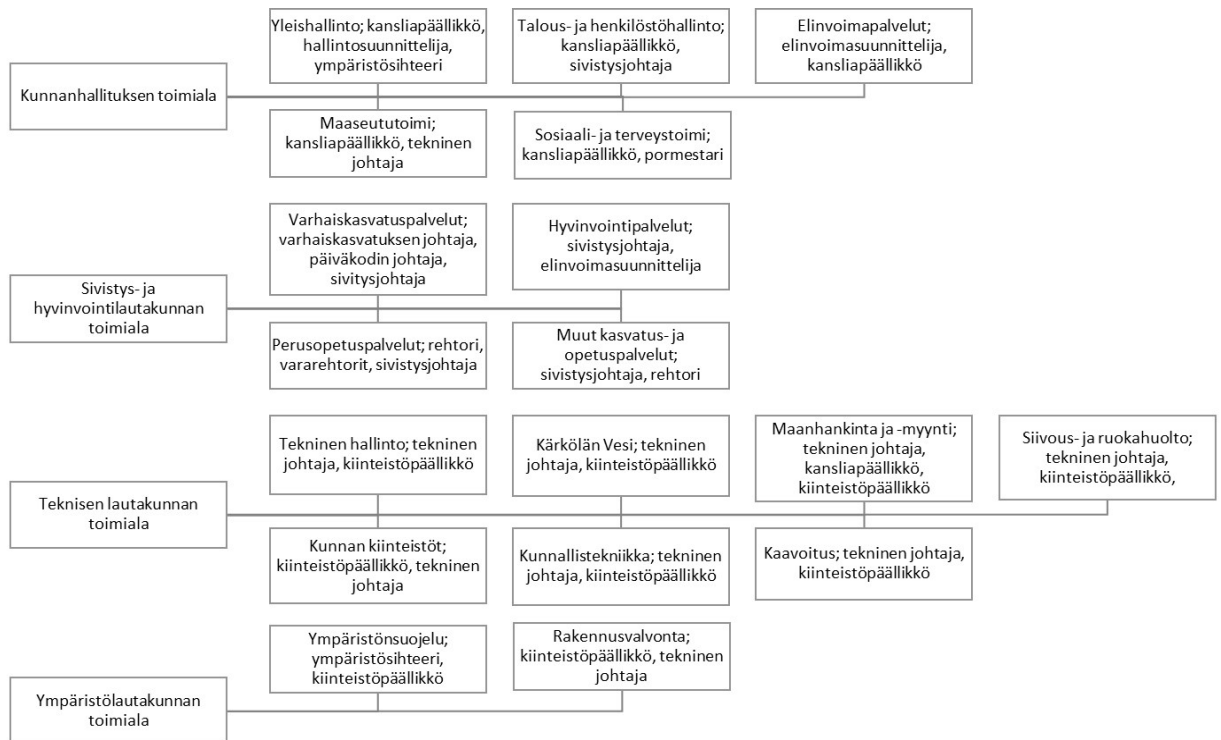 Kunnanhallituksen toimiala
Yleishallinto; kansliapäällikkö,
hallintosuunnittelija,
ympäristösihteeri
Talous- ja henkilöstöhallinto;
kansliapäällikkö,
sivistysjohtaja
Elinvoimapalvelut;
elinvoimasuunnittelija,
kansliapäällikkö
Maaseututoimi;
kansliapäällikkö, tekninen
johtaja
Sosiaali- ja terveystoimi;
kansliapäällikkö, pormestari
Sivistys- ja
hyvinvointilautakunnan
toimiala
Varhaiskasvatuspalvelut;
varhaiskasvatuksen johtaja,
päiväkodin johtaja,
sivitysjohtaja
Hyvinvointipalvelut;
sivistysjohtaja,
elinvoimasuunnittelija
Perusopetuspalvelut; rehtori,
vararehtorit, sivistysjohtaja
Muut kasvatus- ja
opetuspalvelut;
sivistysjohtaja, rehtori
Teknisen lautakunnan
toimiala
Tekninen hallinto; tekninen
johtaja, kiinteistöpäällikkö
Kärkölän Vesi; tekninen
johtaja, kiinteistöpäällikkö
Maanhankinta ja -myynti;
tekninen johtaja,
kansliapäällikkö,
kiinteistöpäällikkö
Siivous- ja ruokahuolto;
tekninen johtaja,
kiinteistöpäällikkö,
Kunnan kiinteistöt;
kiinteistöpäällikkö, tekninen
johtaja
Kunnallistekniikka; tekninen
johtaja, kiinteistöpäällikkö
Kaavoitus; tekninen johtaja,
kiinteistöpäällikkö
Ympäristölautakunnan
toimiala
Ympäristönsuojelu;
ympäristösihteeri,
kiinteistöpäällikkö
Rakennusvalvonta;
kiinteistöpäällikkö, tekninen
johtaja